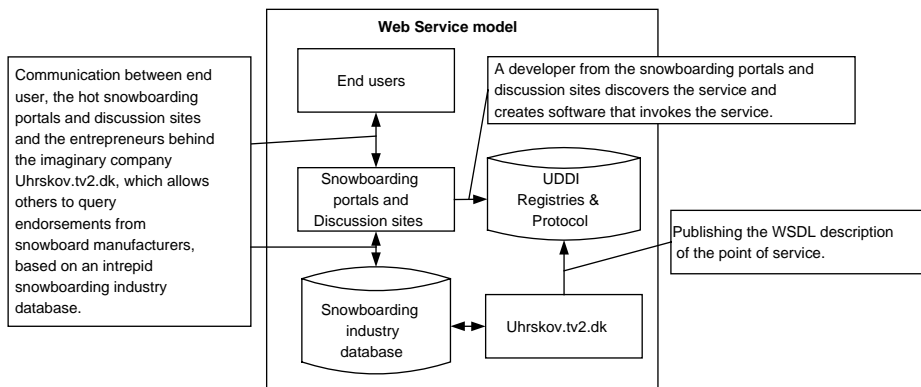 Web Service model
Communication between end
user, the hot snowboarding
portals and discussion sites
and the entrepreneurs behind
the imaginary company
Uhrskov.tv2.dk, which allows
others to query
endorsements from
snowboard manufacturers,
based on an intrepid
snowboarding industry
database.
End users
A developer from the snowboarding portals and
discussion sites discovers the service and
creates software that invokes the service.
Snowboarding
portals and
Discussion sites
UDDI
Registries &
Protocol
Publishing the WSDL description
of the point of service.
Snowboarding
industry
database
Uhrskov.tv2.dk